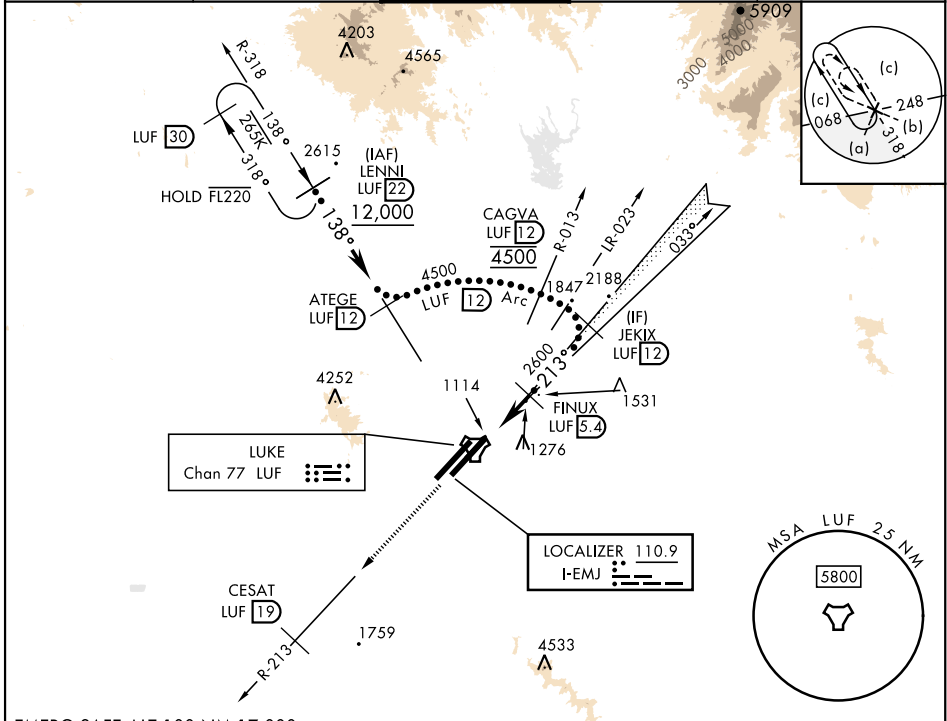 5909
5000
4000
3000
4203
4565
R-318
LUF 30
265K
138°
318°
2615
HOLD FL220
(IAF)
LENNI
LUF 22
12,000
138°
(c)
(c)
068
248
(b)
(a)
318
CAGVA
LUF 12
4500
R-013
LR-023
033°
4500
LUF 12 Arc
1847
2188
ATEGE
LUF 12
(IF)
JEKIX
LUF 12
2600
213°
4252
1114
1531
FINUX
LUF 5.4
1276
LUKE
Chan 77 LUF
LOCALIZER 110.9
I-EMJ
MSA LUF 25 NM
5800
CESAT
LUF 19
R-213
1759
4533